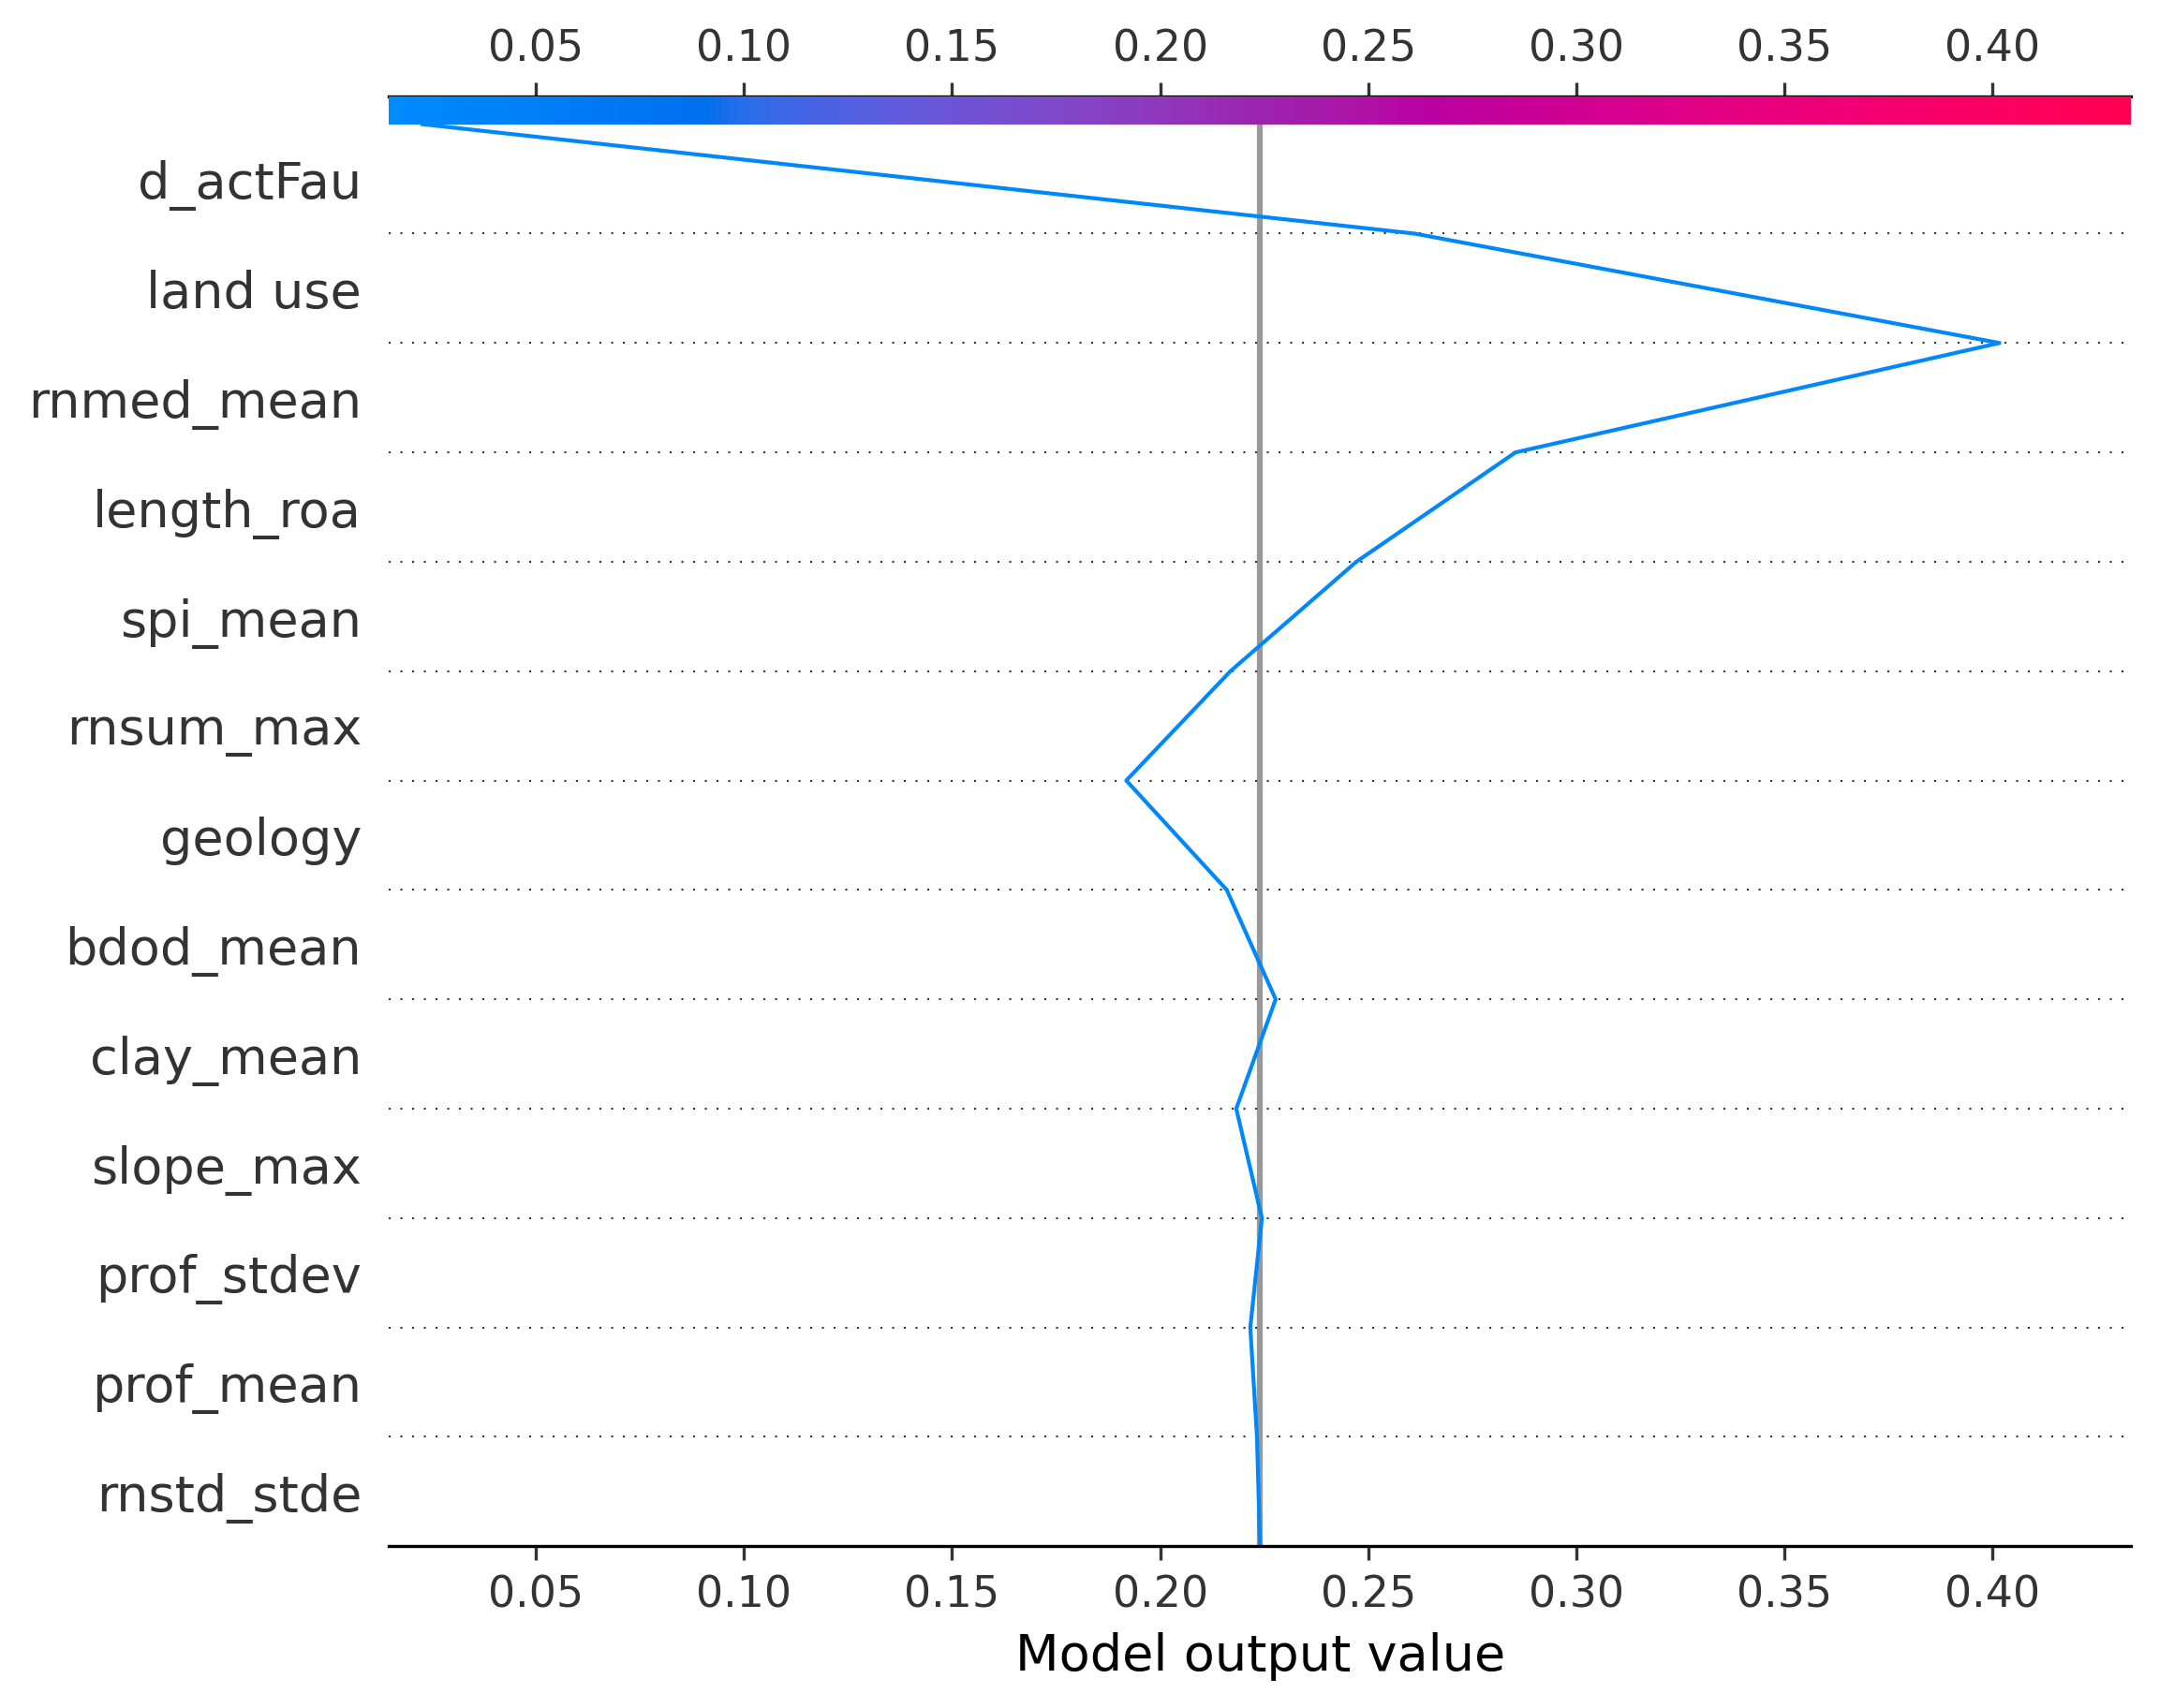 0.05 0.10 0.15 0.20 0.25 0.30 0.35 0.40
d_actFau
land use
rnmed_mean
length_roa
spi_mean
rnsum_max
geology
bdod_mean
clay_mean
slope_max
prof_stdev
prof_mean
rnstd_stde
0.05 0.10 0.15 0.20 0.25 0.30 0.35 0.40
Model output value